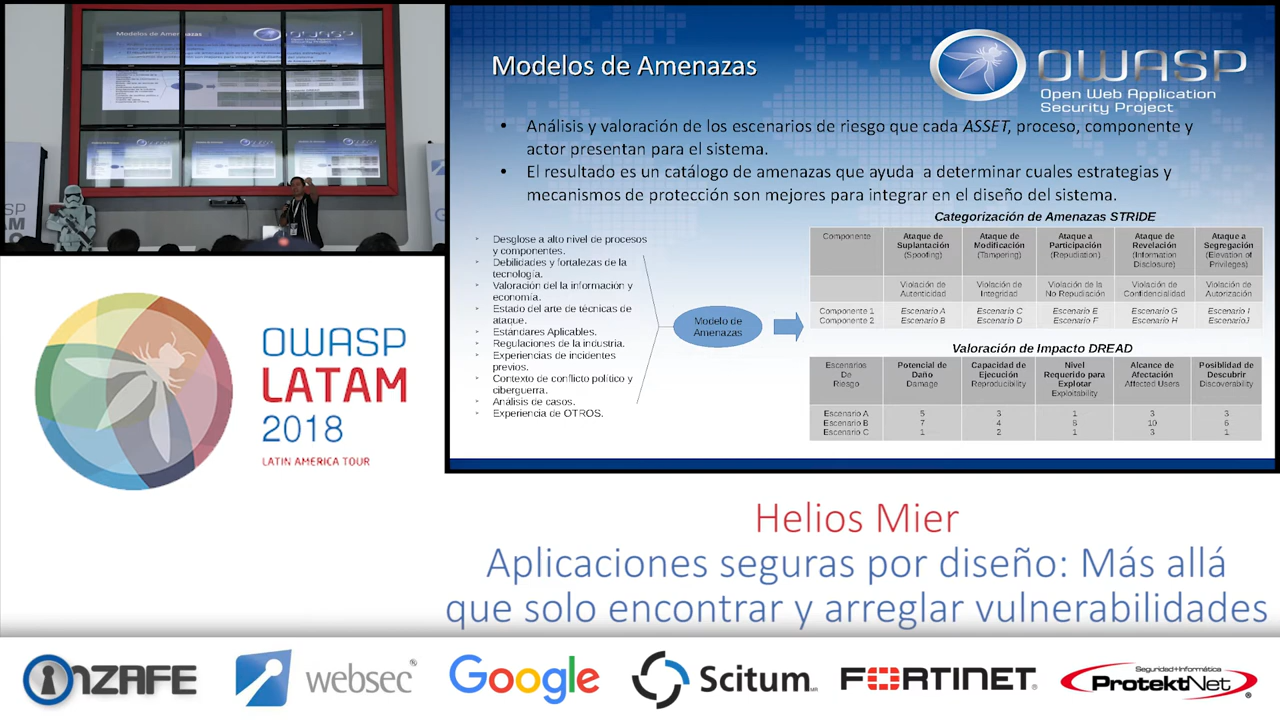 Modelos de Amenazas
OWASP
Open Web Application
Security Project
• Análisis y valoración de los escenarios de riesgo que cada ASSET, proceso, componente y
actor presentan para el sistema.
• El resultado es un catálogo de amenazas que ayuda a determinar cuales estrategias y
mecanismos de protección son mejores para integrar en el diseño del sistema.
Desglose a alto nivel de procesos
y componentes.
Debilidades y fortalezas de la
tecnología.
Valoración del la información y
economía.
Estado del arte de técnicas de
ataque.
Estándares Aplicables.
Regulaciones de la industria.
Experiencias de incidentes
previos.
Contexto de conflicto político y
ciberguerra.
Análisis de casos.
Experiencia de OTROS.
Modelo de
Amenazas
Categorización de Amenazas STRIDE
Componente
Ataque de
Suplantación
(Spoofing)
Ataque de
Modificación
(Tampering)
Ataque a
Participación
(Repudiation)
Ataque de
Revelación
(Information
Disclosure)
Ataque a
Segregación
(Elevation of
Privileges)
Violación de
Autenticidad
Violación de
Integridad
Violación de la
No Repudiación
Violación de
Confidencialidad
Violación de
Autorización
Componente 1 Escenario A Escenario C Escenario E Escenario G Escenario I
Componente 2 Escenario B Escenario D Escenario F Escenario H EscenarioJ
Valoración de Impacto DREAD
Escenarios
De
Riesgo
Potencial de
Daño
Damage
Capacidad de
Ejecución
Reproducibility
Nivel
Requerido para
Explotar
Exploitability
Alcance de
Afectación
Affected Users
Posiblidad de
Descubrir
Discoverability
Escenario A 5 3 1 3 3
Escenario B 7 4 8 10 6
Escenario C 1 2 1 3 1
OWASP
LATAM
2018
LATIN AMERICA TOUR
Helios Mier
Aplicaciones seguras por diseño: Más allá
que solo encontrar y arreglar vulnerabilidades
ONZAFE
websec®
Google
Scitum MR
FORTINET®
Seguridad+Informática
ProtektNet®